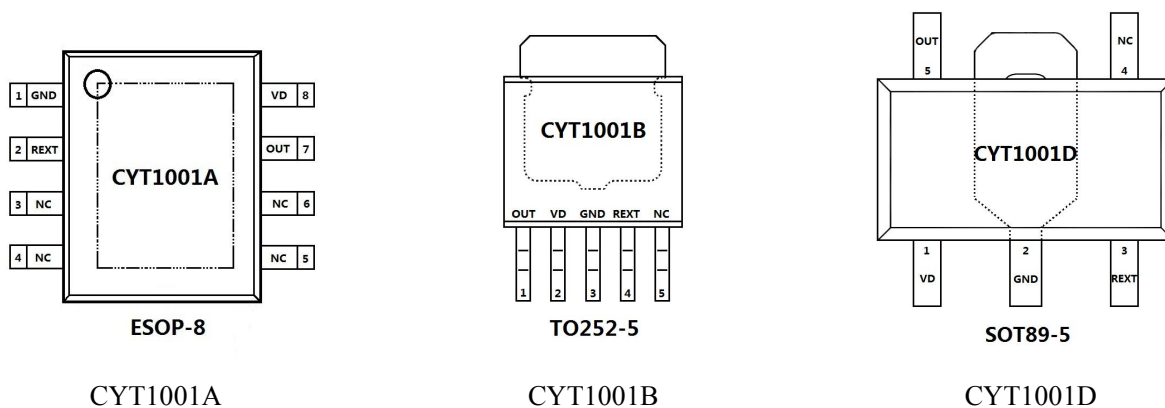 1 GND
2 REXT
3 NC
4 NC
VD 8
OUT 7
NC 6
NC 5
CYT1001A
ESOP-8
CYT1001A
CYT1001B
OUT VD GND REXT NC
1 2 3 4 5
TO252-5
CYT1001B
OUT
5
NC
4
CYT1001D
1
VD
2
GND
3
REXT
SOT89-5
CYT1001D